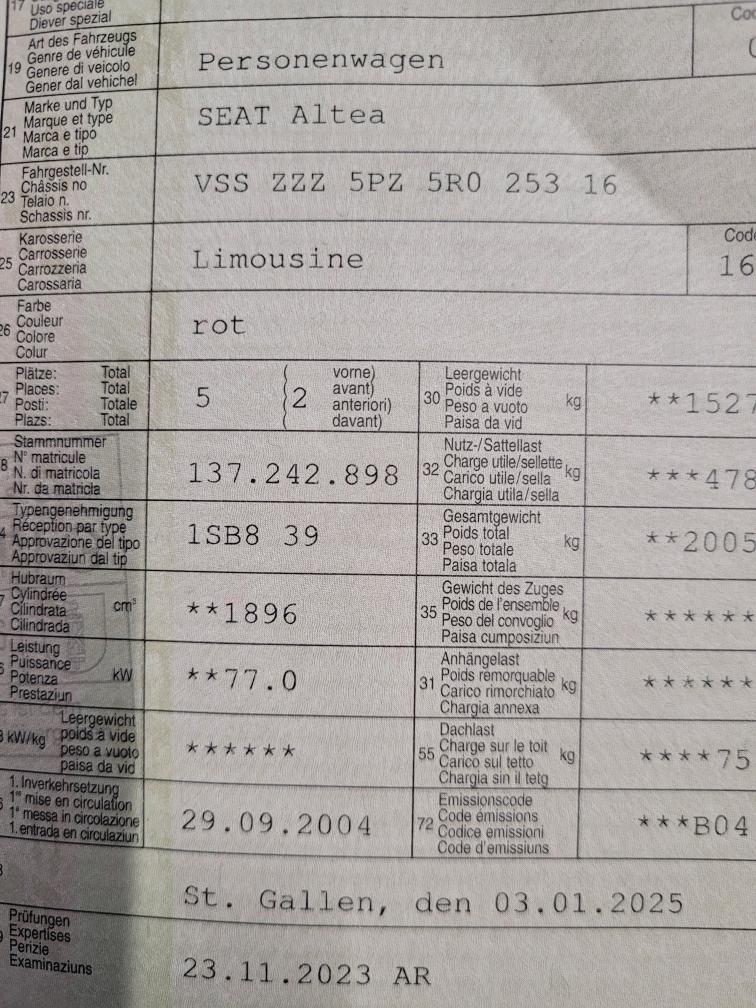 17 Uso speciale
Diever spezial
Art des Fahrzeugs
Genre de véhicule
19 Genere di veicolo
Gener dal vehichel
Personenwagen
Marke und Typ
Marque et type
21 Marca e tipo
Marca e tip
SEAT Altea
Fahrgestell-Nr.
Châssis no
23 Telaio n.
Schassis nr.
VSS ZZZ 5PZ 5R0 253 16
Karosserie
Carrosserie
25 Carrozzeria
Carossaria
Limousine
Code
16
Farbe
Couleur
26 Colore
Colur
rot
Plätze: Total
Places: Total
27 Posti: Totale
Plazs: Total
5 ( 2
vorne)
avant)
anteriori)
davant)
Leergewicht
30 Poids à vide kg
Peso a vuoto
Paisa da vid
**1527
Stammnummer
N° matricule
8 N. di matricola
Nr. da matricla
137.242.898
Nutz-/Sattellast
32 Charge utile/sellette kg
Carico utile/sella
Chargia utila/sella
***478
Typengenehmigung
Réception par type
4 Approvazione del tipo
Approvaziun dal tip
1SB8 39
Gesamtgewicht
33 Poids total kg
Peso totale
Paisa totala
**2005
Hubraum
7 Cylindrée cm³
Cilindrata
Cilindrada
**1896
Gewicht des Zuges
35 Poids de l'ensemble kg
Peso del convoglio
Paisa cumposiziun
******
Leistung
Puissance
Potenza kW
Prestaziun
**77.0
Anhängelast
31 Poids remorquable kg
Carico rimorchiato
Chargia annexa
******
Leergewicht
kW/kg poids à vide
peso a vuoto
paisa da vid
******
Dachlast
55 Charge sur le toit kg
Carico sul tetto
Chargia sin il tetg
****75
1. Inverkehrsetzung
1re mise en circulation
1a messa in circolazione
1. entrada en circulaziun
29.09.2004
Emissionscode
72 Code émissions
Codice emissioni
Code d'emissiuns
***B04
St. Gallen, den 03.01.2025
Prüfungen
Expertises
Perizie
Examinaziuns
23.11.2023 AR